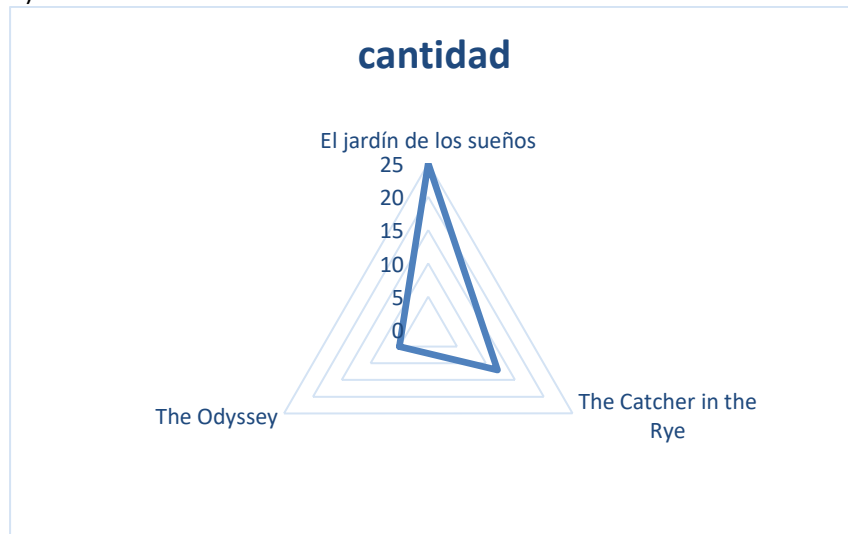 cantidad
El jardín de los sueños
25
20
15
10
5
0
The Odyssey
The Catcher in the
Rye